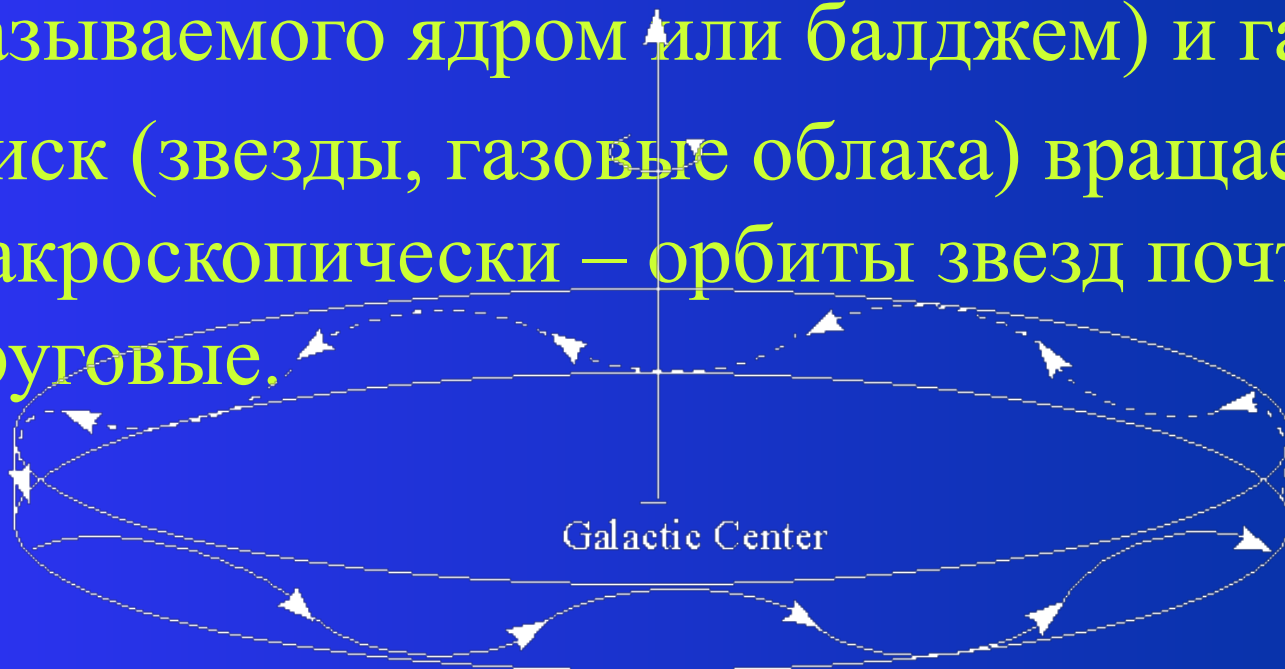 азываемого ядром или балджем) и га
иск (звезды, газовые облака) вращае
акроскопически – орбиты звезд почт
руговые.
Galactic Center